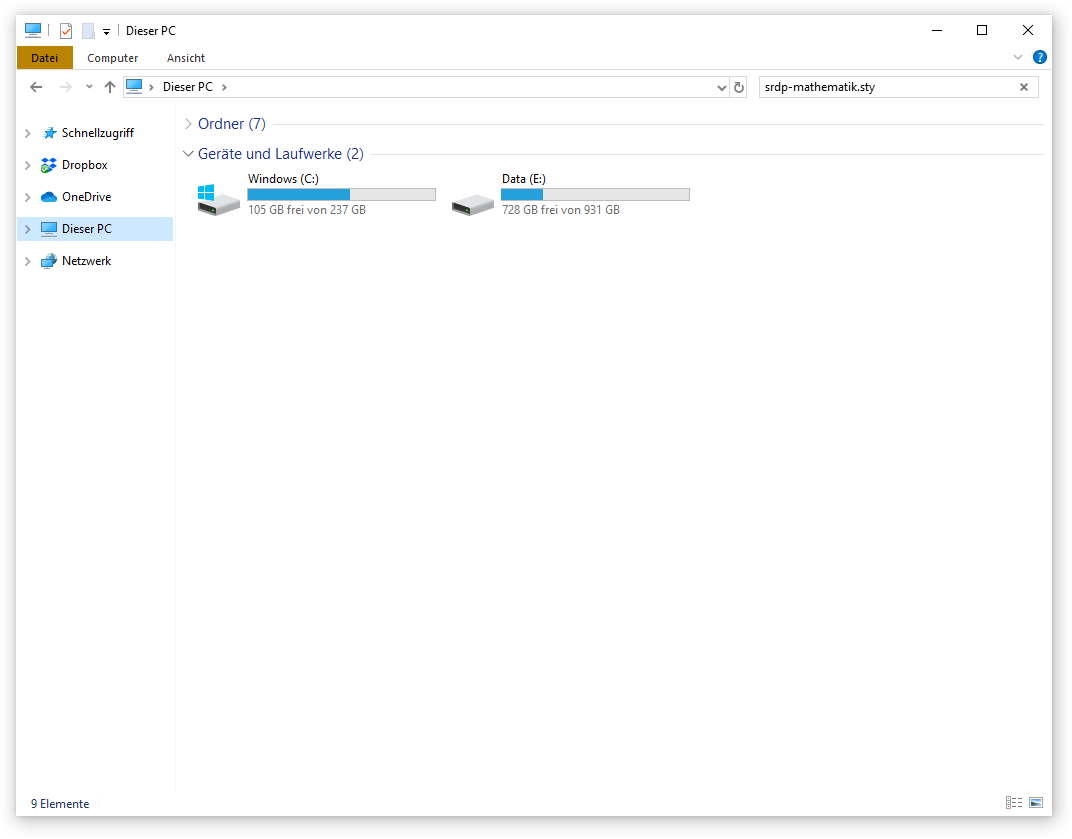 Dieser PC
Datei Computer Ansicht
Dieser PC srdp-mathematik.sty
Schnellzugriff
Dropbox
OneDrive
Dieser PC
Netzwerk
Ordner (7)
Geräte und Laufwerke (2)
Windows (C:)
105 GB frei von 237 GB
Data (E:)
728 GB frei von 931 GB
9 Elemente